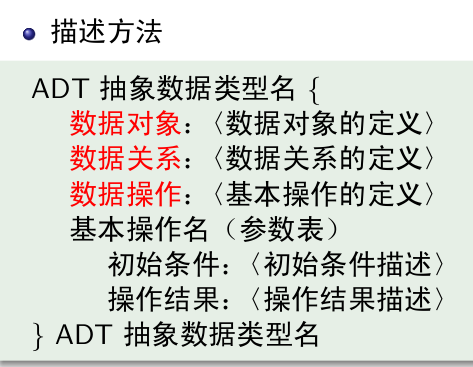 描述方法
ADT 抽象数据类型名 {
数据对象：〈数据对象的定义〉
数据关系：〈数据关系的定义〉
数据操作：〈基本操作的定义〉
基本操作名（参数表）
初始条件：〈初始条件描述〉
操作结果：〈操作结果描述〉
} ADT 抽象数据类型名